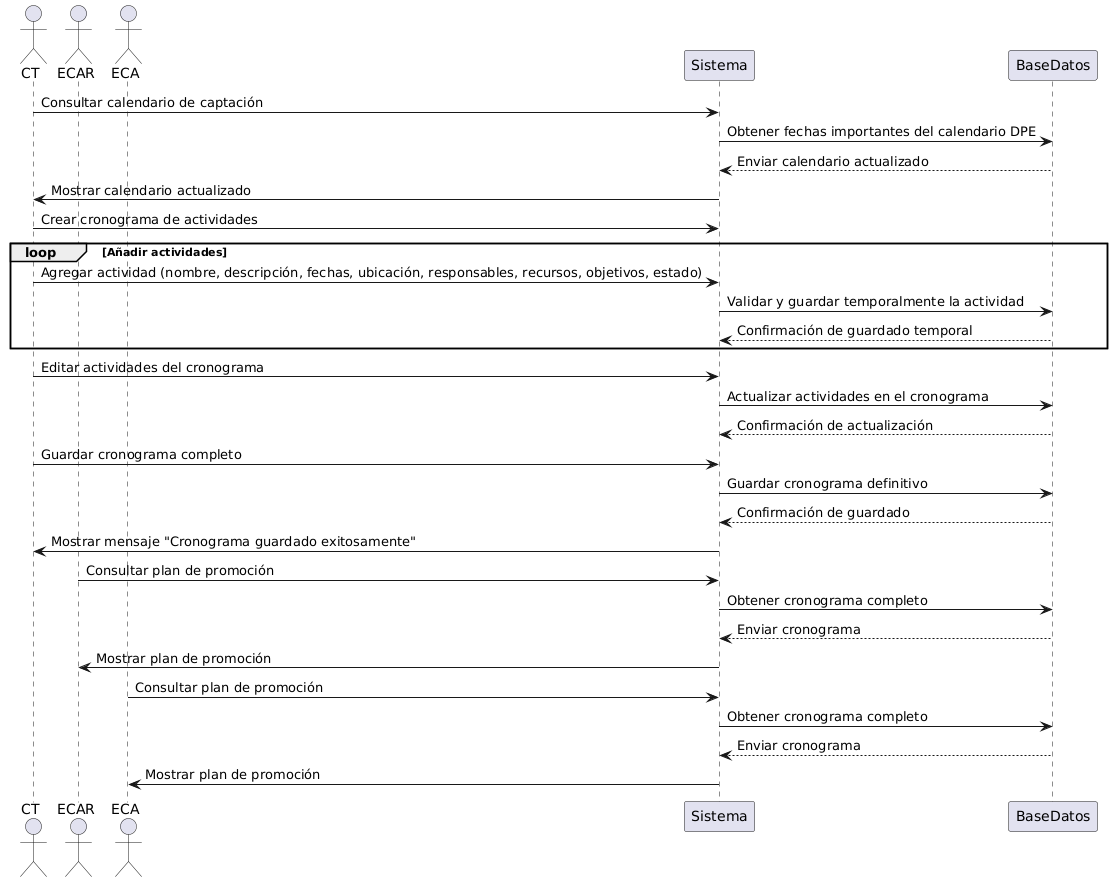 CT
ECAR
ECA
Sistema
BaseDatos
Consultar calendario de captación
Obtener fechas importantes del calendario DPE
Enviar calendario actualizado
Mostrar calendario actualizado
Crear cronograma de actividades
loop [Añadir actividades]
Agregar actividad (nombre, descripción, fechas, ubicación, responsables, recursos, objetivos, estado)
Validar y guardar temporalmente la actividad
Confirmación de guardado temporal
Editar actividades del cronograma
Actualizar actividades en el cronograma
Confirmación de actualización
Guardar cronograma completo
Guardar cronograma definitivo
Confirmación de guardado
Mostrar mensaje "Cronograma guardado exitosamente"
Consultar plan de promoción
Obtener cronograma completo
Enviar cronograma
Mostrar plan de promoción
Consultar plan de promoción
Obtener cronograma completo
Enviar cronograma
Mostrar plan de promoción
CT
ECAR
ECA
Sistema
BaseDatos